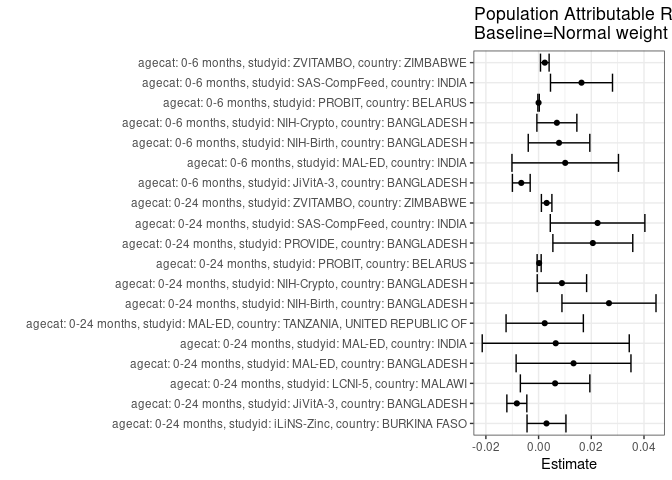 Population Attributable R
Baseline=Normal weight
agecat: 0-6 months, studyid: ZVITAMBO, country: ZIMBABWE
agecat: 0-6 months, studyid: SAS-CompFeed, country: INDIA
agecat: 0-6 months, studyid: PROBIT, country: BELARUS
agecat: 0-6 months, studyid: NIH-Crypto, country: BANGLADESH
agecat: 0-6 months, studyid: NIH-Birth, country: BANGLADESH
agecat: 0-6 months, studyid: MAL-ED, country: INDIA
agecat: 0-6 months, studyid: JiVitA-3, country: BANGLADESH
agecat: 0-24 months, studyid: ZVITAMBO, country: ZIMBABWE
agecat: 0-24 months, studyid: SAS-CompFeed, country: INDIA
agecat: 0-24 months, studyid: PROVIDE, country: BANGLADESH
agecat: 0-24 months, studyid: PROBIT, country: BELARUS
agecat: 0-24 months, studyid: NIH-Crypto, country: BANGLADESH
agecat: 0-24 months, studyid: NIH-Birth, country: BANGLADESH
agecat: 0-24 months, studyid: MAL-ED, country: TANZANIA, UNITED REPUBLIC OF
agecat: 0-24 months, studyid: MAL-ED, country: INDIA
agecat: 0-24 months, studyid: MAL-ED, country: BANGLADESH
agecat: 0-24 months, studyid: LCNI-5, country: MALAWI
agecat: 0-24 months, studyid: JiVitA-3, country: BANGLADESH
agecat: 0-24 months, studyid: iLiNS-Zinc, country: BURKINA FASO
-0.02 0.00 0.02 0.04
Estimate